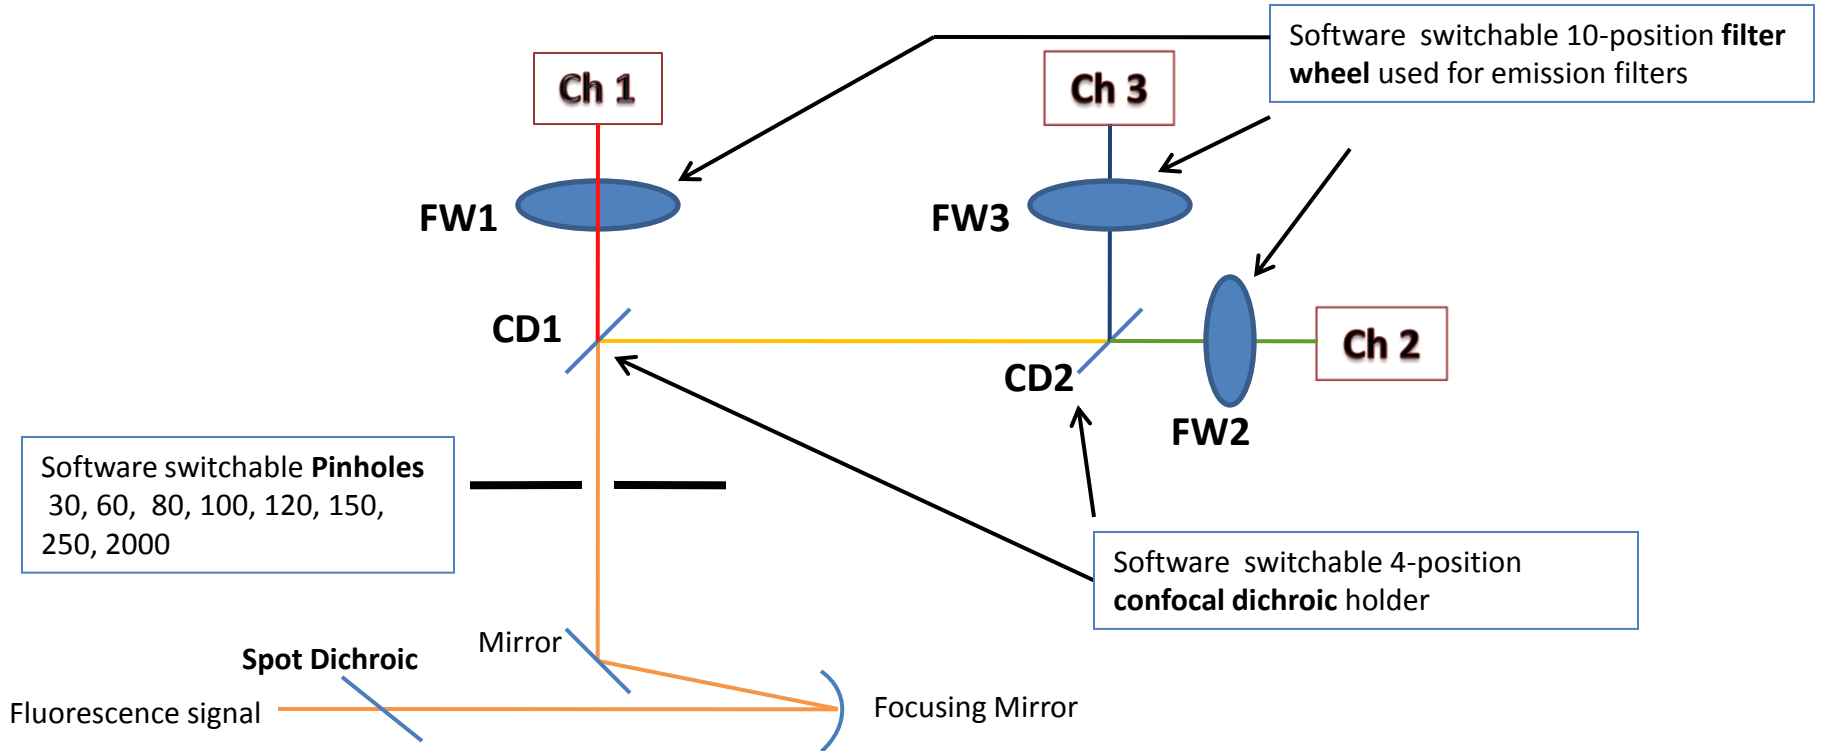 Software switchable 10-position filter
wheel used for emission filters
Ch 1
Ch 3
FW1
FW3
CD1
Ch 2
CD2
FW2
Software switchable Pinholes
30, 60, 80, 100, 120, 150,
250, 2000
Software switchable 4-position
confocal dichroic holder
Mirror
Spot Dichroic
Fluorescence signal
Focusing Mirror